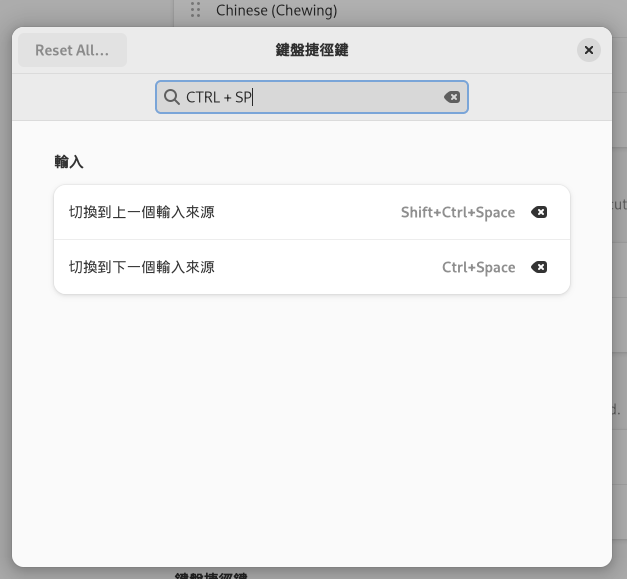 Chinese (Chewing)
Reset All...
鍵盤捷徑鍵
CTRL + SP
輸入
切換到上一個輸入來源
Shift+Ctrl+Space
切換到下一個輸入來源
Ctrl+Space
鍵盤捷徑鍵